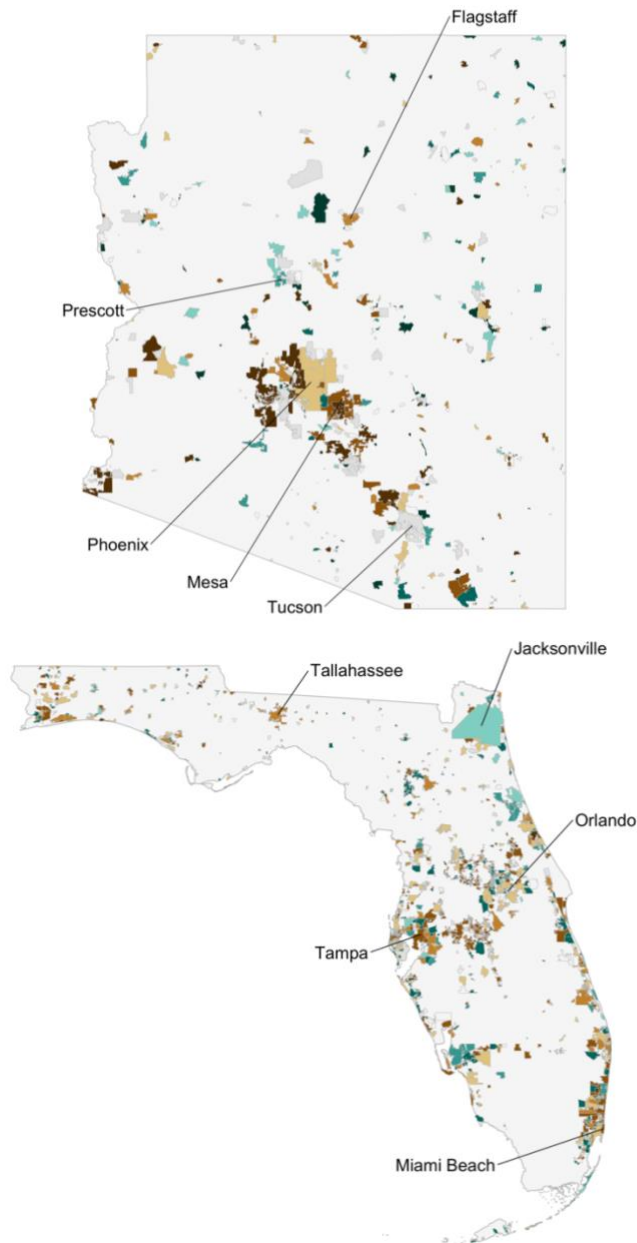 Flagstaff
Prescott
Phoenix
Mesa
Tucson
Jacksonville
Tallahassee
Orlando
Tampa
Miami Beach